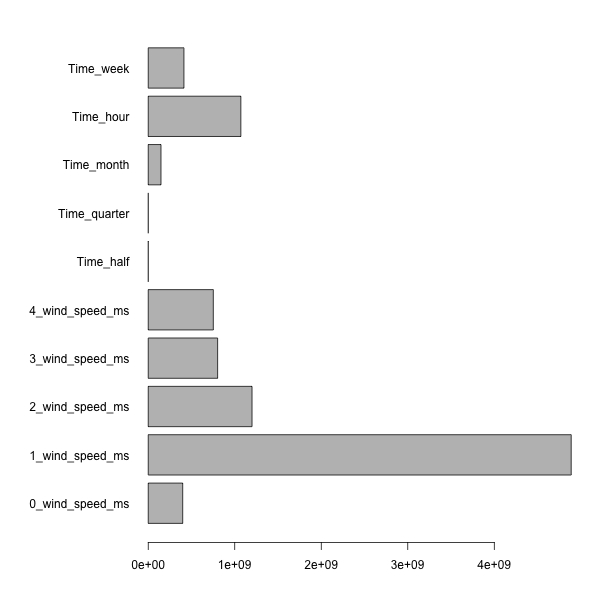 Time_week
Time_hour
Time_month
Time_quarter
Time_half
4_wind_speed_ms
3_wind_speed_ms
2_wind_speed_ms
1_wind_speed_ms
0_wind_speed_ms
0e+00 1e+09 2e+09 3e+09 4e+09